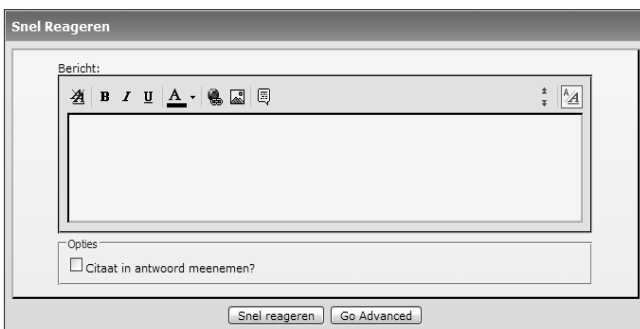 Snel Reageren
Bericht:
B I U A
Opties
Citaat in antwoord meenemen?
Snel reageren Go Advanced